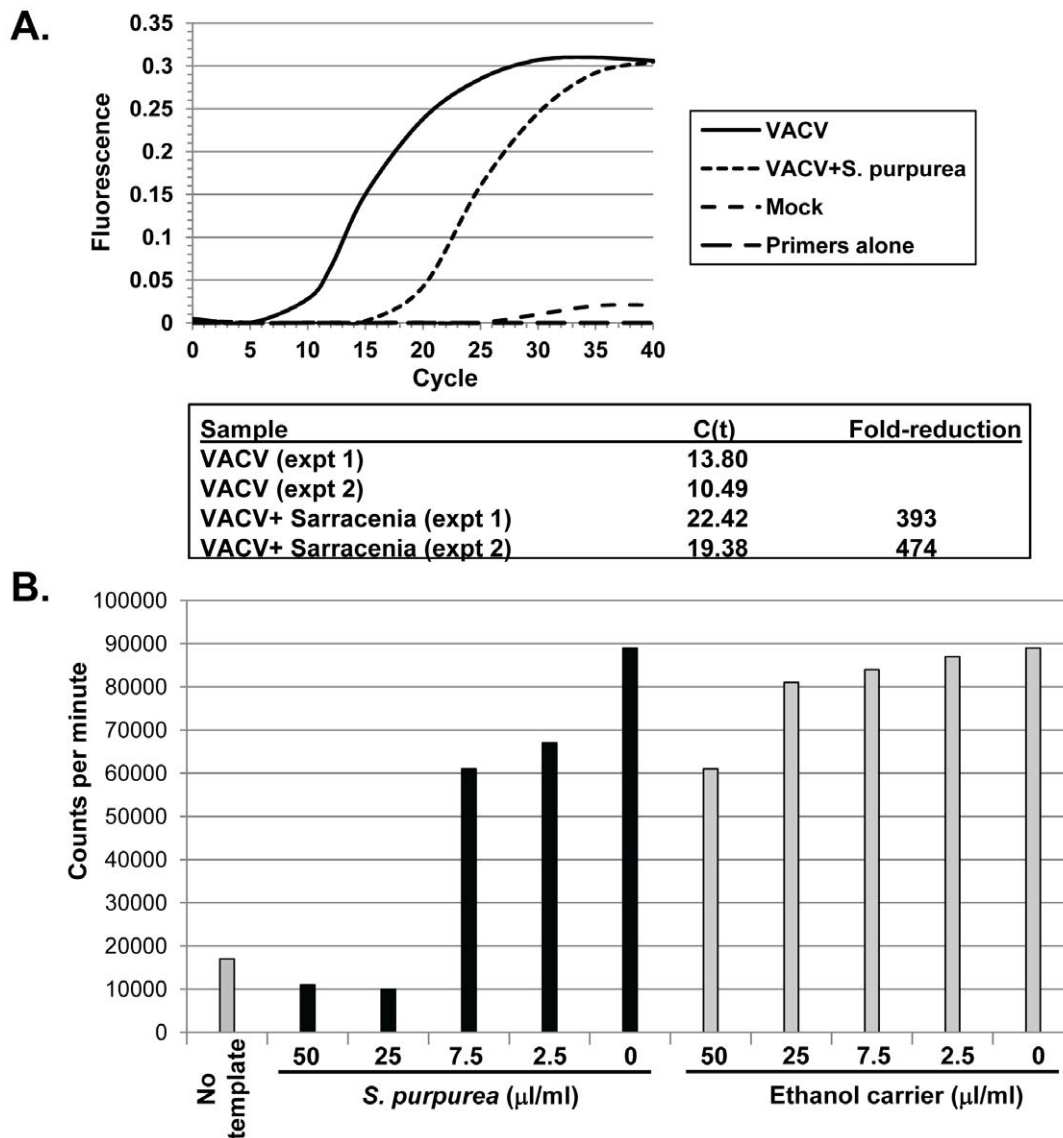 A.
0.35
0.3
0.25
0.2
0.15
0.1
0.05
0
Fluorescence
0 5 10 15 20 25 30 35 40
Cycle
VACV
VACV+S. purpurea
Mock
Primers alone
Sample C(t) Fold-reduction
VACV (expt 1) 13.80
VACV (expt 2) 10.49
VACV+ Sarracenia (expt 1) 22.42 393
VACV+ Sarracenia (expt 2) 19.38 474
B.
100000
90000
80000
70000
60000
50000
40000
30000
20000
10000
0
Counts per minute
No template
50 25 7.5 2.5 0 50 25 7.5 2.5 0
S. purpurea (µl/ml) Ethanol carrier (µl/ml)